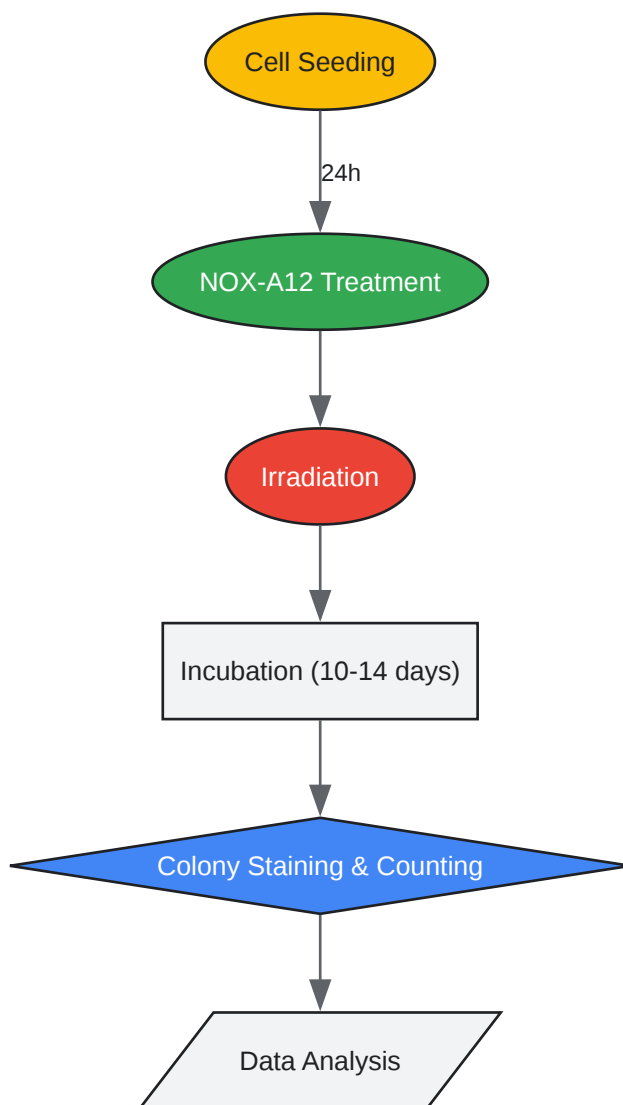 Cell Seeding
24h
NOX-A12 Treatment
Irradiation
Incubation (10-14 days)
Colony Staining & Counting
Data Analysis